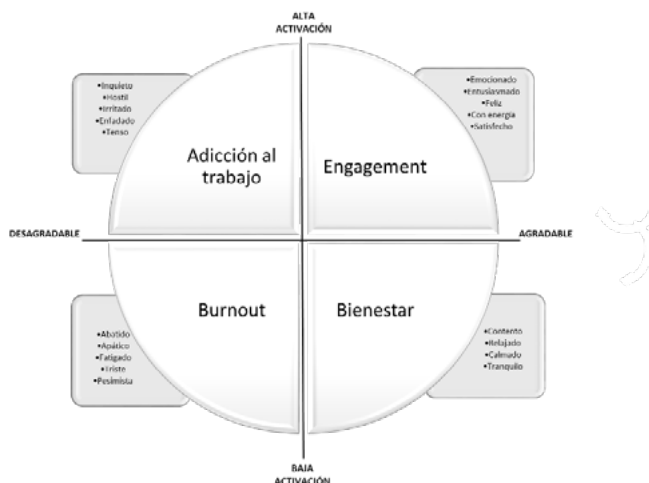 ALTA
ACTIVACIÓN
•Inquieto
•Hostil
•Irritado
•Enfadado
•Tenso
•Emocionado
•Entusiasmado
•Feliz
•Con energía
•Satisfecho
Adicción al
trabajo
Engagement
DESAGRADABLE
AGRADABLE
Burnout
Bienestar
•Abatido
•Apático
•Fatigado
•Triste
•Pesimista
•Contento
•Relajado
•Calmado
•Tranquilo
BAJA
ACTIVACIÓN